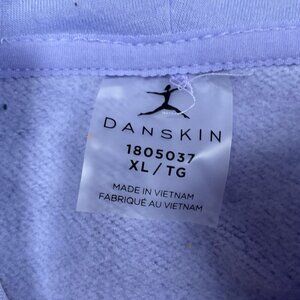 DANSKIN
1805037
XL / TG
MADE IN VIETNAM
FABRIQUÉ AU VIETNAM